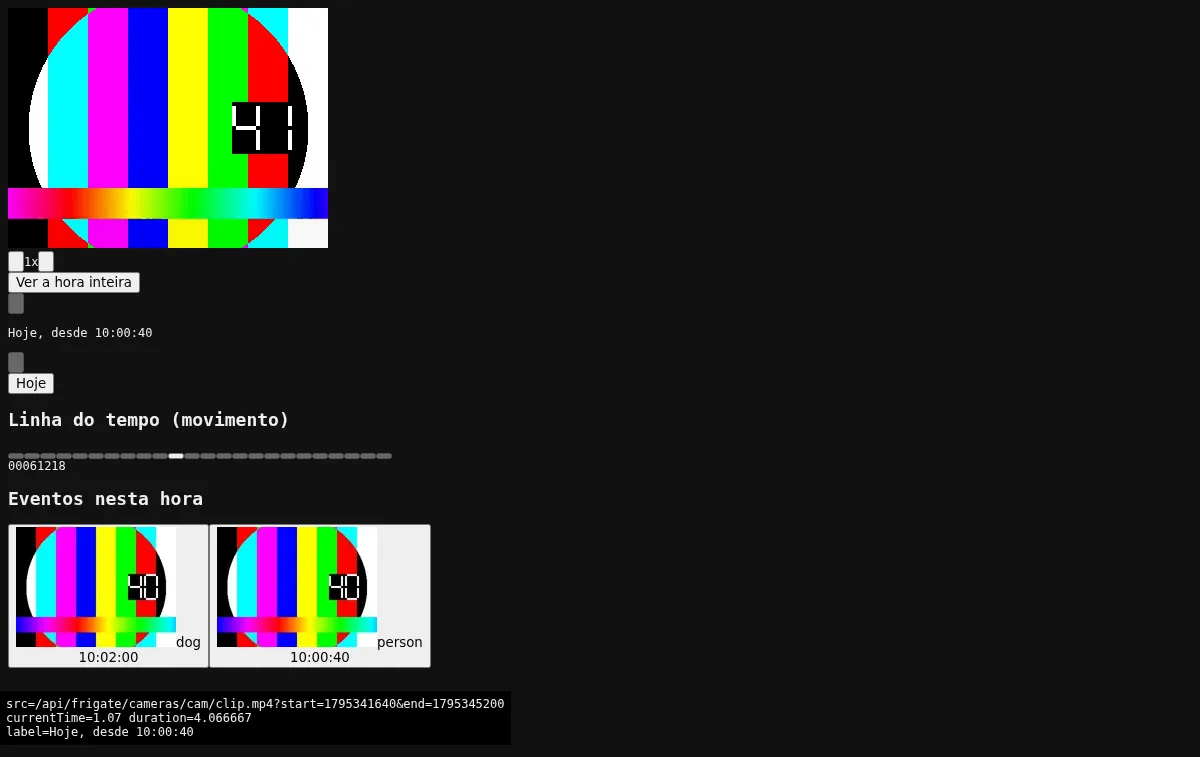 41
1x
Ver a hora inteira
Hoje, desde 10:00:40
Hoje
Linha do tempo (movimento)
00061218
Eventos nesta hora
40
dog
10:02:00
40
person
10:00:40
src=/api/frigate/cameras/cam/clip.mp4?start=1795341640&end=1795345200
currentTime=1.07 duration=4.066667
label=Hoje, desde 10:00:40